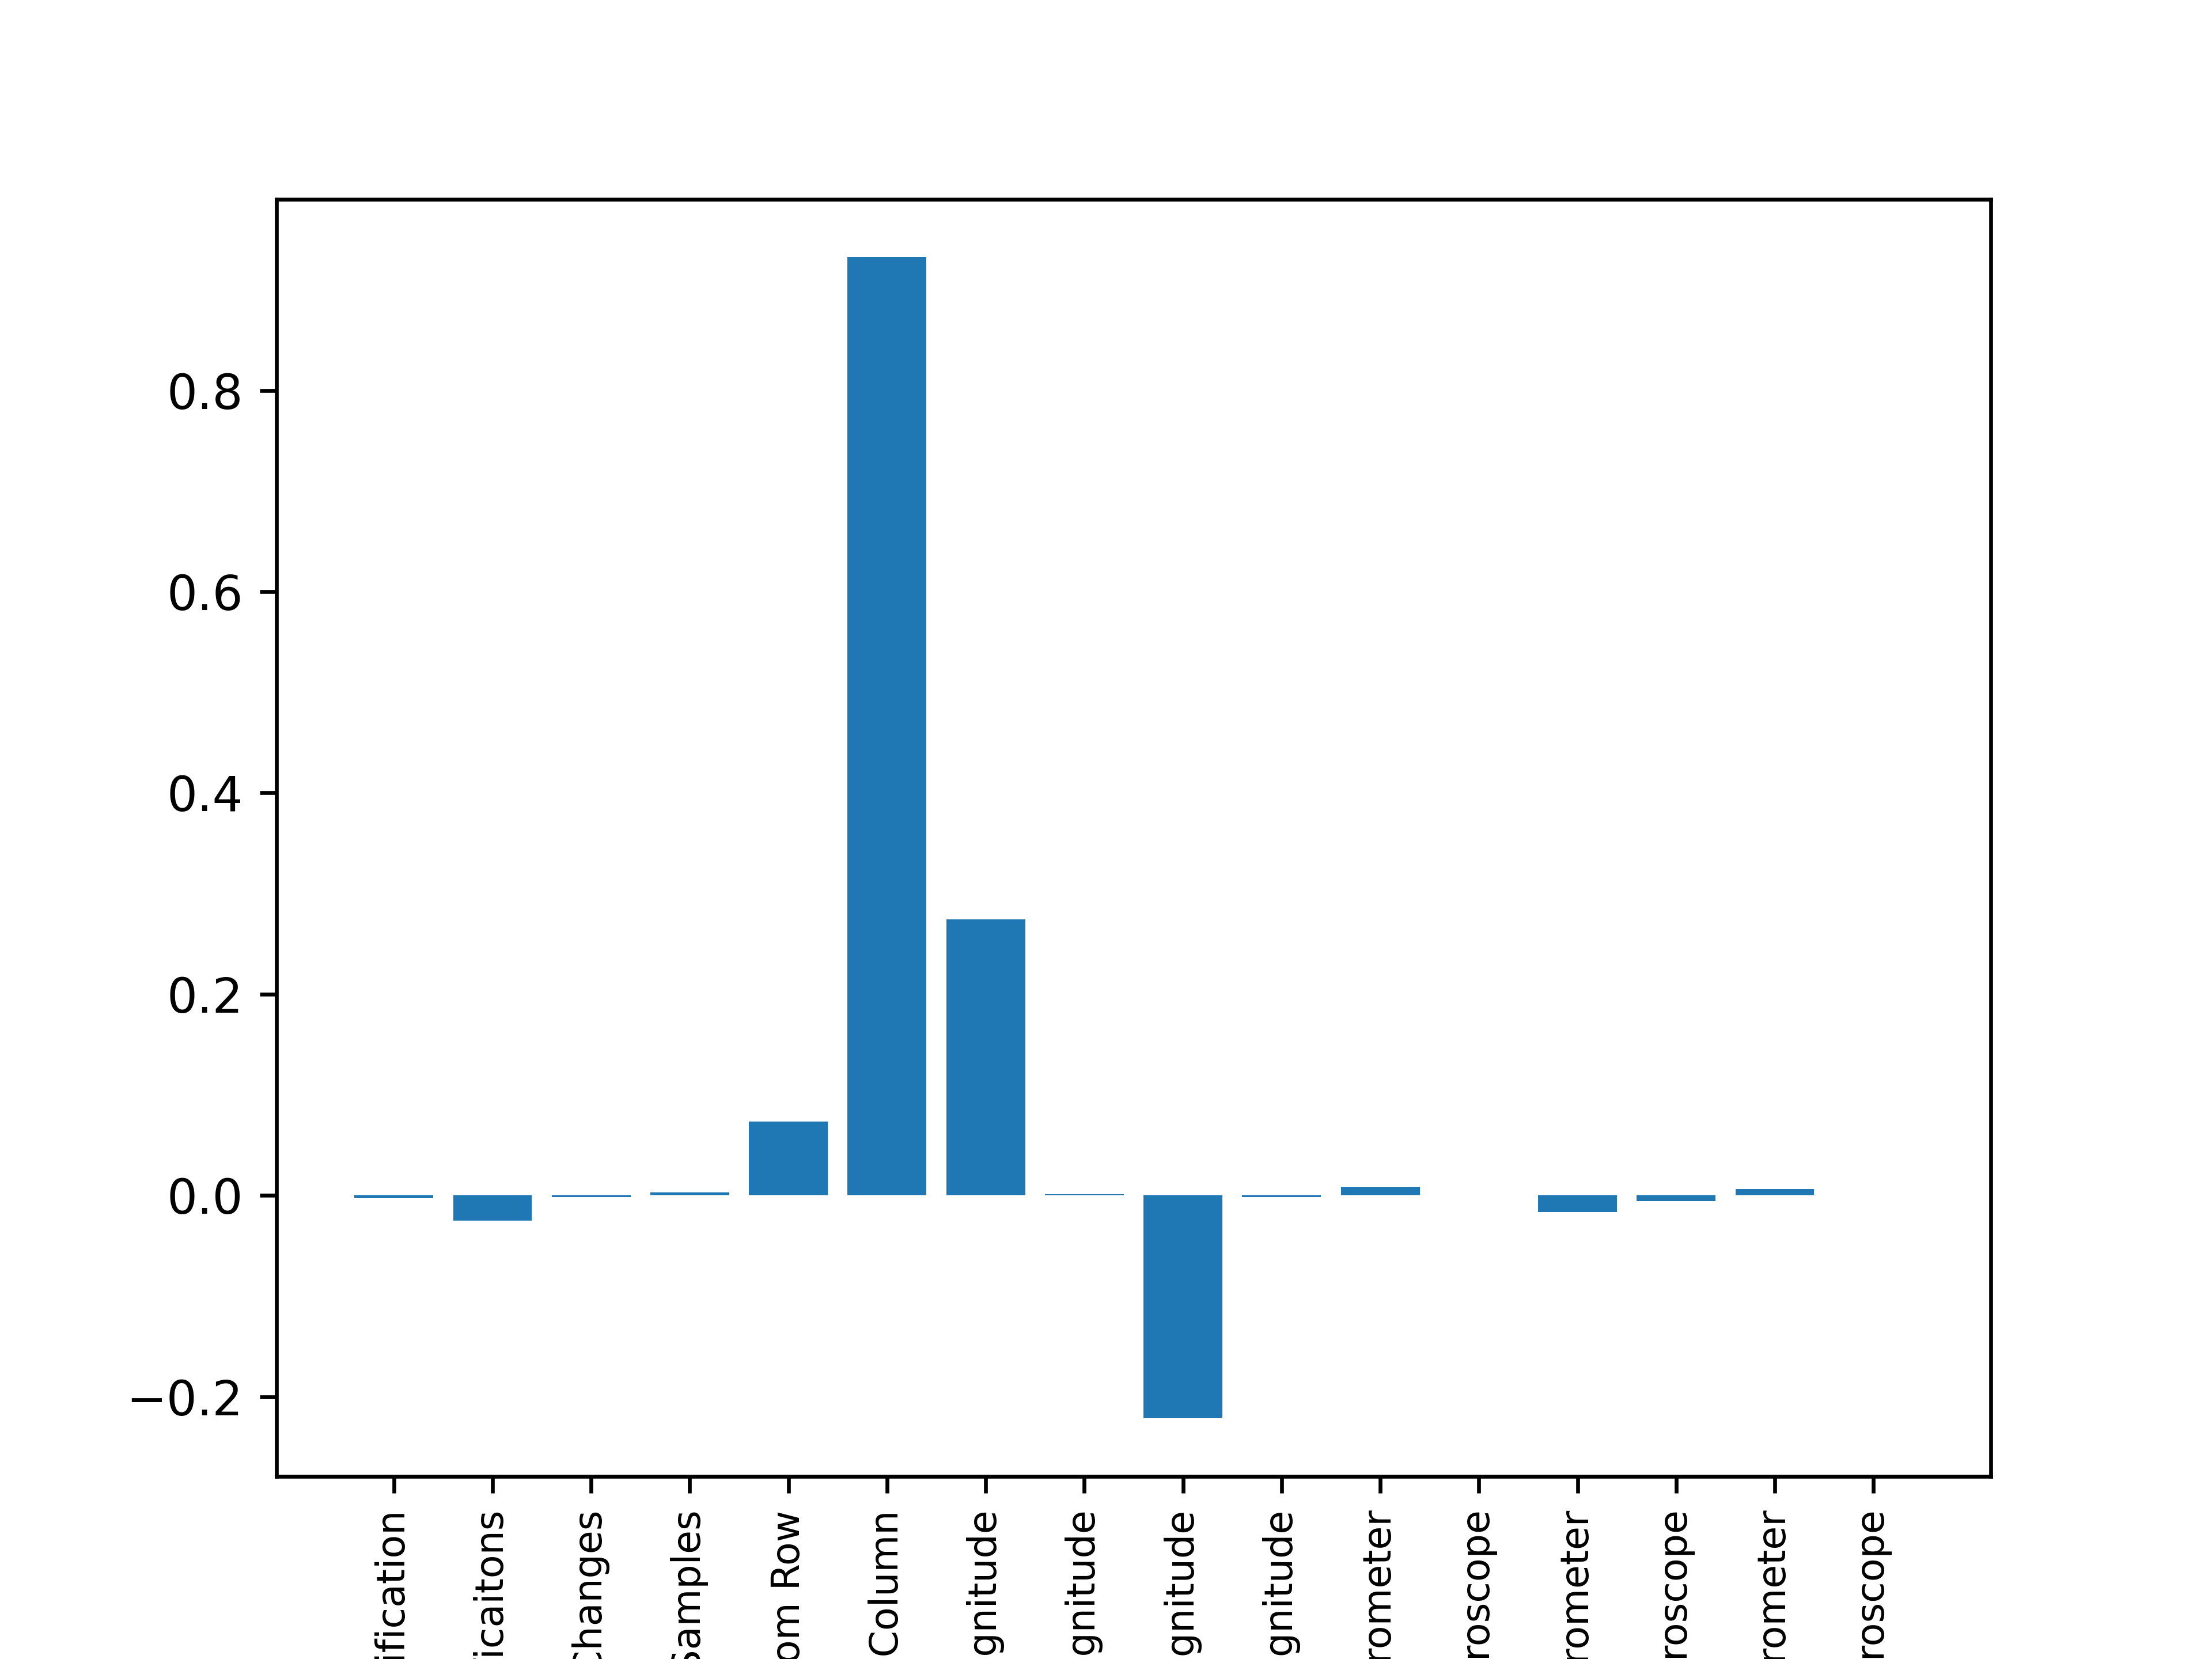 0.8
0.6
0.4
0.2
0.0
−0.2
ification
icaitons
Changes
Samples
om Row
Column
gnitude
gnitude
gnitude
gnitude
rometer
roscope
rometer
roscope
rometer
roscope